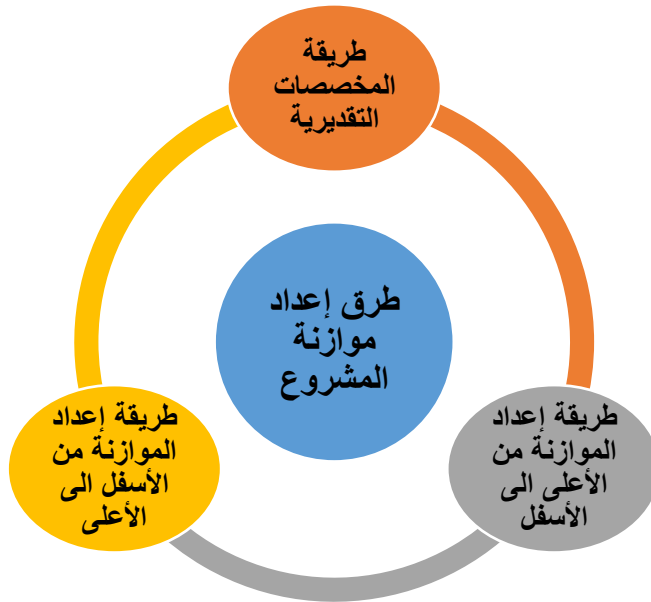 طريقة
المخصصات
التقديرية
طرق إعداد
موازنة
المشروع
طريقة إعداد
الموازنة من
الأعلى الى
الأسفل
طريقة إعداد
الموازنة من
الأسفل الى
الأعلى